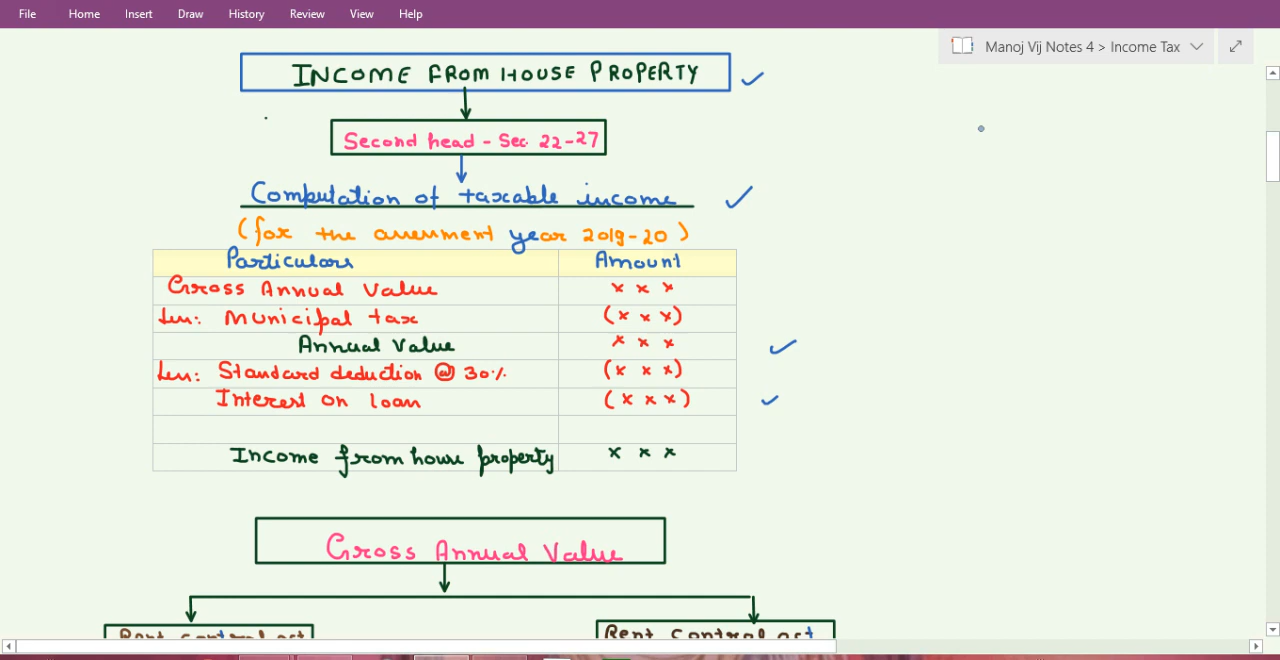 File Home Insert Draw History Review View Help
Manoj Vij Notes 4 > Income Tax
INCOME FROM HOUSE PROPERTY
Second head - Sec. 22-27
Computation of taxable income
(for the assessment year 2019-20)
Particulars Amount
Gross Annual Value x x x
Less: Municipal tax (x x x)
Annual Value x x x
Less: Standard deduction @ 30% (x x x)
Interest on loan (x x x)
Income from house property x x x
Gross Annual Value
Rent control act Rent control act